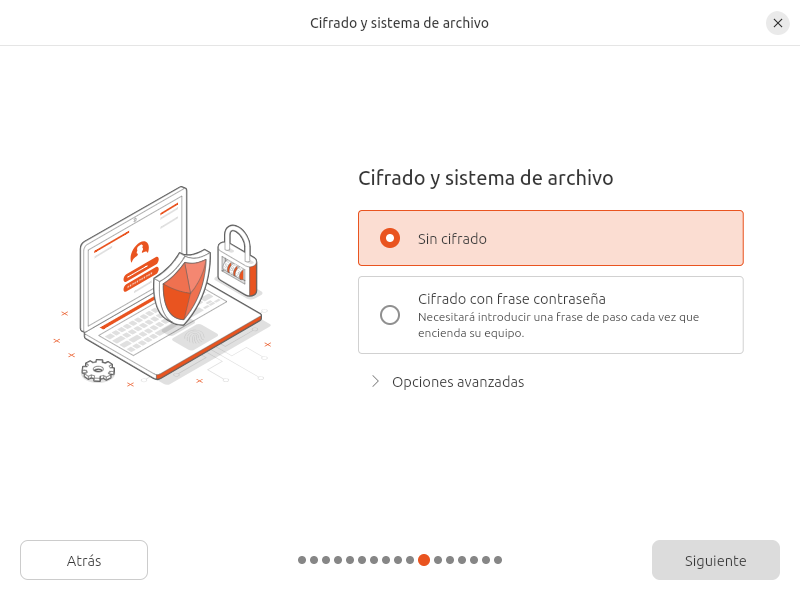 Cifrado y sistema de archivo
Cifrado y sistema de archivo
Sin cifrado
Cifrado con frase contraseña
Necesitará introducir una frase de paso cada vez que
encienda su equipo.
Opciones avanzadas
Atrás
Siguiente